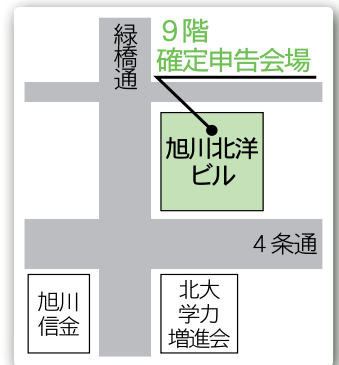 緑橋通
９階
確定申告会場
旭川北洋
ビル
４条通
旭川
信金
北大
学力
増進会